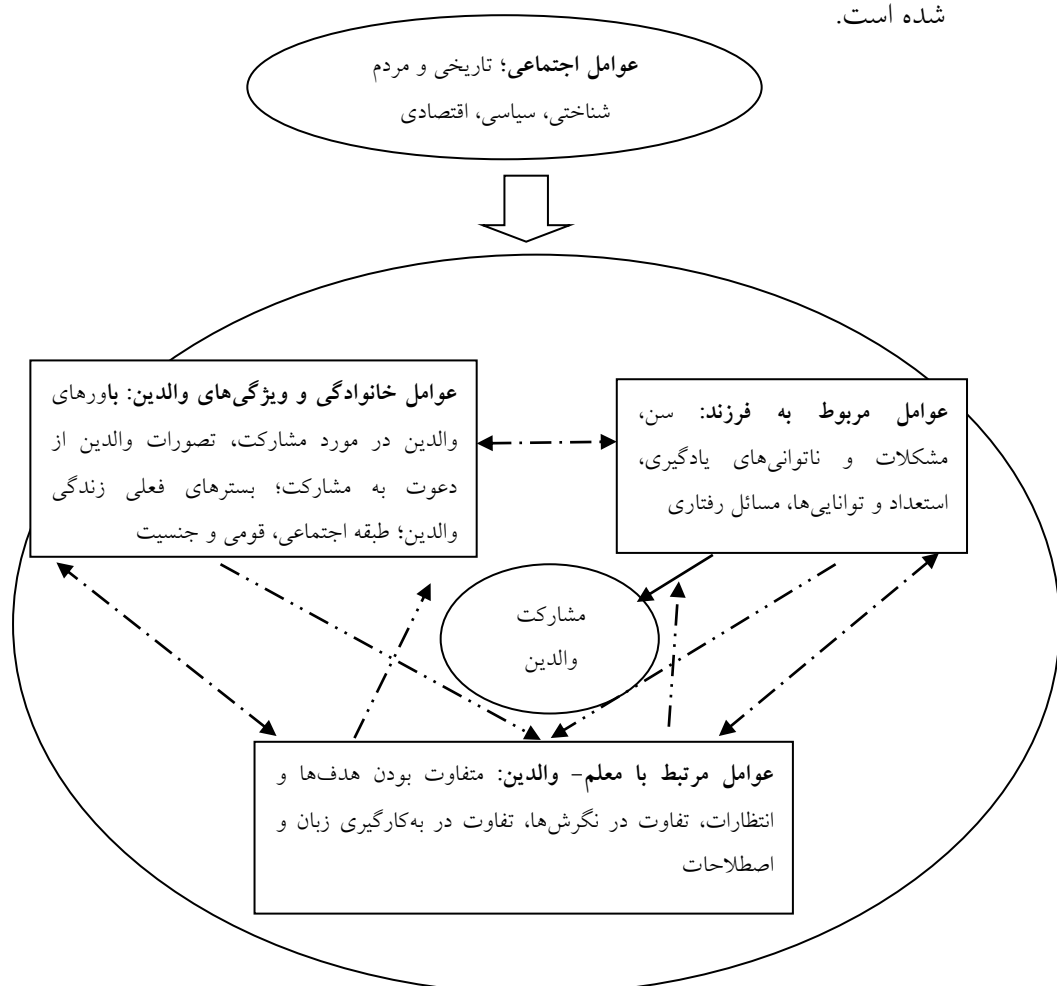 شده است.
عوامل اجتماعی؛ تاریخی و مردم
شناختی، سیاسی، اقتصادی
عوامل مربوط به فرزند: سن،
مشکلات و ناتوانی‌های یادگیری،
استعداد و توانایی‌ها، مسائل رفتاری
عوامل خانوادگی و ویژگی‌های والدین: باورهای
والدین در مورد مشارکت، تصورات والدین از
دعوت به مشارکت؛ بسترهای فعلی زندگی
والدین؛ طبقه اجتماعی، قومی و جنسیت
مشارکت
والدین
عوامل مرتبط با معلم- والدین: متفاوت بودن هدف‌ها و
انتظارات، تفاوت در نگرش‌ها، تفاوت در به‌کارگیری زبان و
اصطلاحات